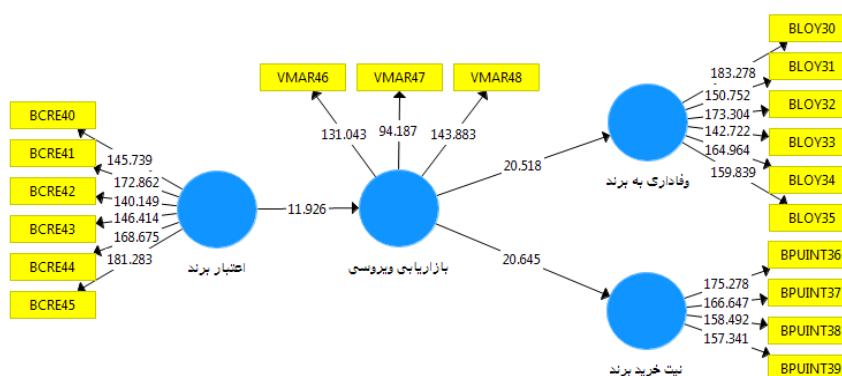 BLOY30
BLOY31
BLOY32
BLOY33
BLOY34
BLOY35
183.278
150.752
173.304
142.722
164.964
159.839
وفاداری به برند
VMAR46
VMAR47
VMAR48
131.043
94.187
143.883
20.518
BCRE40
BCRE41
BCRE42
BCRE43
BCRE44
BCRE45
145.739
172.862
140.149
146.414
168.675
181.283
اعتبار برند
11.926
بازاریابی ویروسی
20.645
BPUINT36
BPUINT37
BPUINT38
BPUINT39
175.278
166.647
158.492
157.341
نیت خرید برند